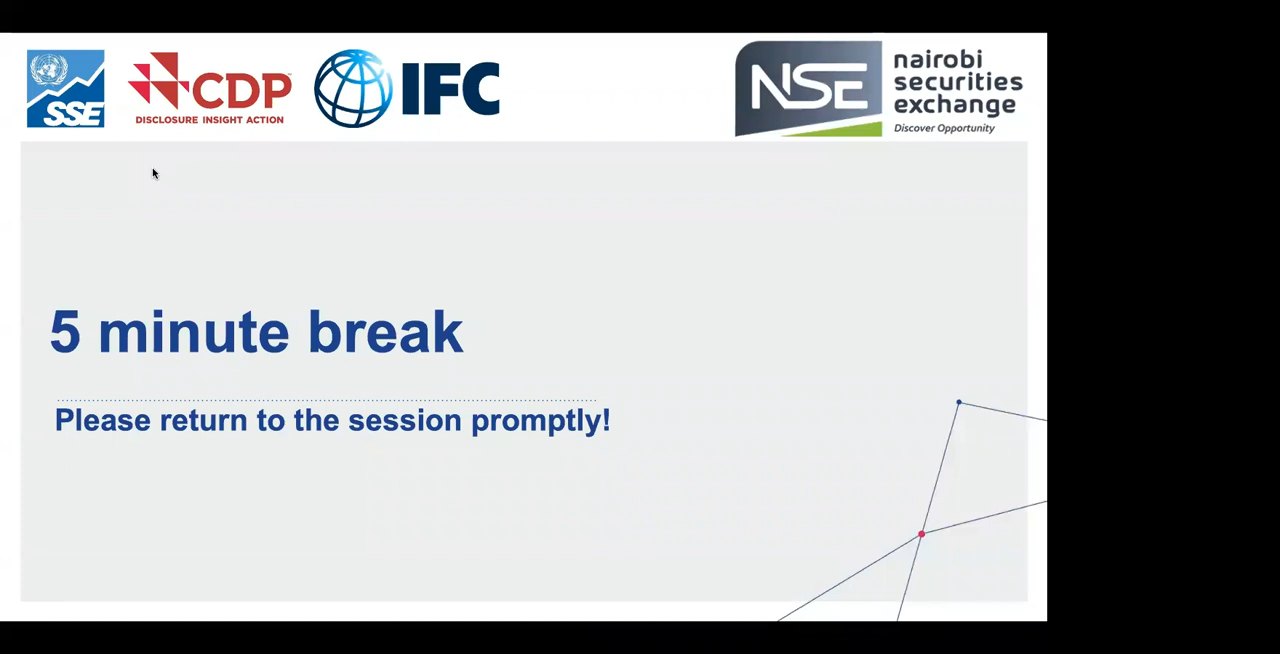 SSE
CDP
DISCLOSURE INSIGHT ACTION
IFC
NSE
nairobi
securities
exchange
Discover Opportunity
5 minute break
Please return to the session promptly!